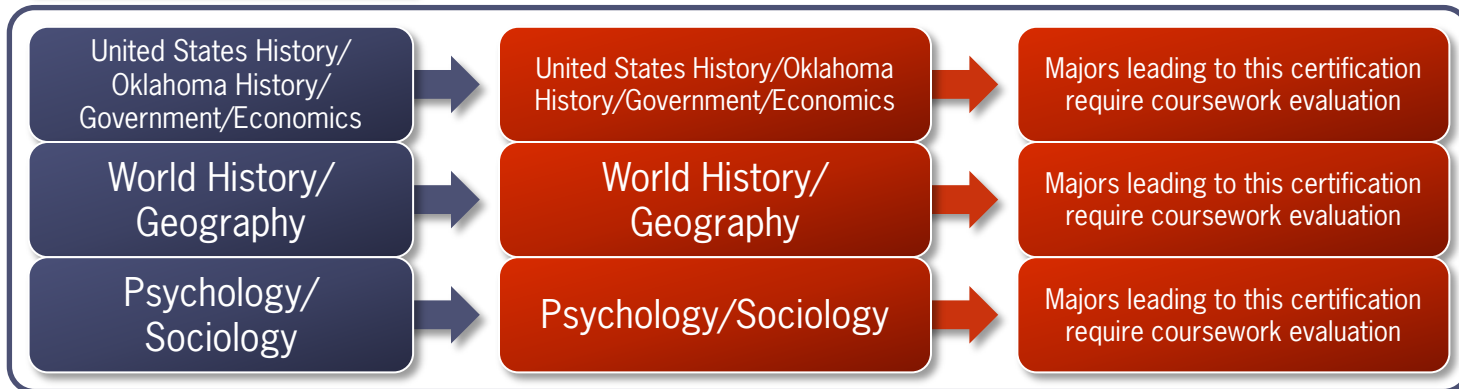 United States History/
Oklahoma History/
Government/Economics
United States History/Oklahoma
History/Government/Economics
Majors leading to this certification
require coursework evaluation
World History/
Geography
World History/
Geography
Majors leading to this certification
require coursework evaluation
Psychology/
Sociology
Psychology/Sociology
Majors leading to this certification
require coursework evaluation